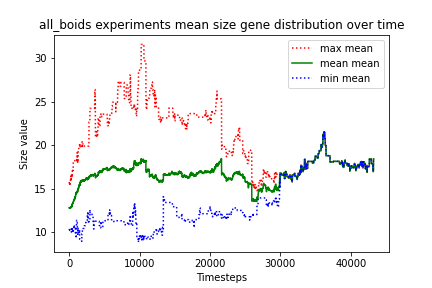 all_boids experiments mean size gene distribution over time
max mean
mean mean
min mean
Size value
30
25
20
15
10
0 10000 20000 30000 40000
Timesteps